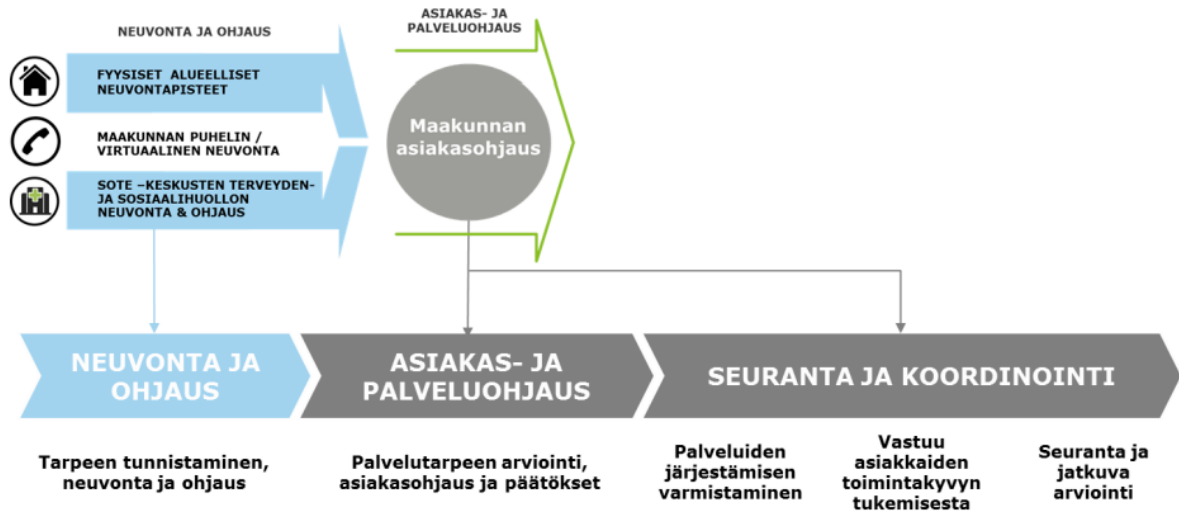 NEUVONTA JA OHJAUS
ASIAKAS- JA
PALVELUOHJAUS
FYYSISET ALUEELLISET
NEUVONTAPISTEET
MAAKUNNAN PUHELIN /
VIRTUAALINEN NEUVONTA
SOTE –KESKUSTEN TERVEYDEN-
JA SOSIAALIHUOLLON
NEUVONTA & OHJAUS
Maakunnan
asiakasohjaus
NEUVONTA JA
OHJAUS
ASIAKAS- JA
PALVELUOHJAUS
SEURANTA JA KOORDINOINTI
Tarpeen tunnistaminen,
neuvonta ja ohjaus
Palvelutarpeen arviointi,
asiakasohjaus ja päätökset
Palveluiden
järjestämisen
varmistaminen
Vastuu
asiakkaiden
toimintakyvyn
tukemisesta
Seuranta ja
jatkuva
arviointi